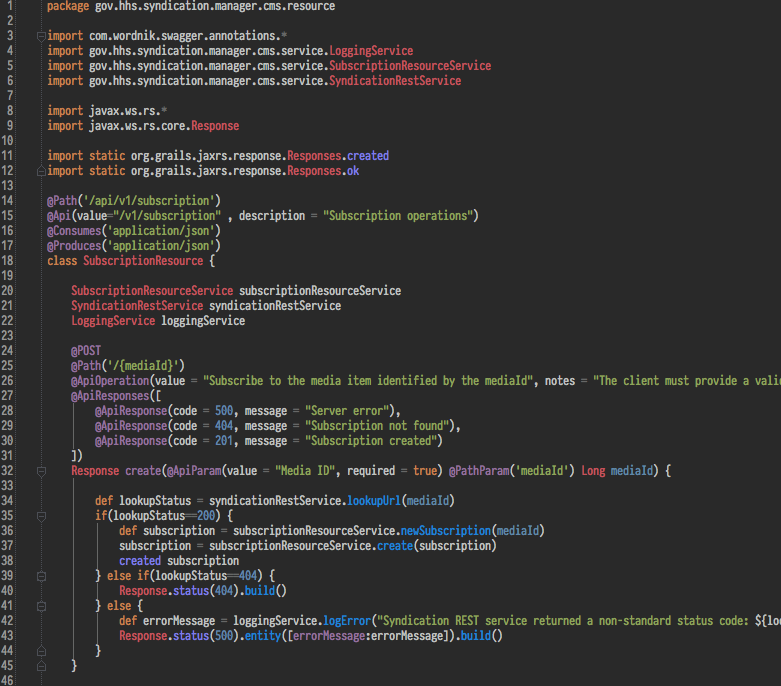 1 package gov.hhs.syndication.manager.cms.resource
2
3 import com.wordnik.swagger.annotations.*
4 import gov.hhs.syndication.manager.cms.service.LoggingService
5 import gov.hhs.syndication.manager.cms.service.SubscriptionResourceService
6 import gov.hhs.syndication.manager.cms.service.SyndicationRestService
7
8 import javax.ws.rs.*
9 import javax.ws.rs.core.Response
10
11 import static org.grails.jaxrs.response.Responses.created
12 import static org.grails.jaxrs.response.Responses.ok
13
14 @Path('/api/v1/subscription')
15 @Api(value="/v1/subscription" , description = "Subscription operations")
16 @Consumes('application/json')
17 @Produces('application/json')
18 class SubscriptionResource {
19
20 SubscriptionResourceService subscriptionResourceService
21 SyndicationRestService syndicationRestService
22 LoggingService loggingService
23
24 @POST
25 @Path('/{mediaId}')
26 @ApiOperation(value = "Subscribe to the media item identified by the mediaId", notes = "The client must provide a vali
27 @ApiResponses([
28 @ApiResponse(code = 500, message = "Server error"),
29 @ApiResponse(code = 404, message = "Subscription not found"),
30 @ApiResponse(code = 201, message = "Subscription created")
31 ])
32 Response create(@ApiParam(value = "Media ID", required = true) @PathParam('mediaId') Long mediaId) {
33
34 def lookupStatus = syndicationRestService.lookupUrl(mediaId)
35 if(lookupStatus==200) {
36 def subscription = subscriptionResourceService.newSubscription(mediaId)
37 subscription = subscriptionResourceService.create(subscription)
38 created subscription
39 } else if(lookupStatus==404) {
40 Response.status(404).build()
41 } else {
42 def errorMessage = loggingService.logError("Syndication REST service returned a non-standard status code: ${loo
43 Response.status(500).entity([errorMessage:errorMessage]).build()
44 }
45 }
46